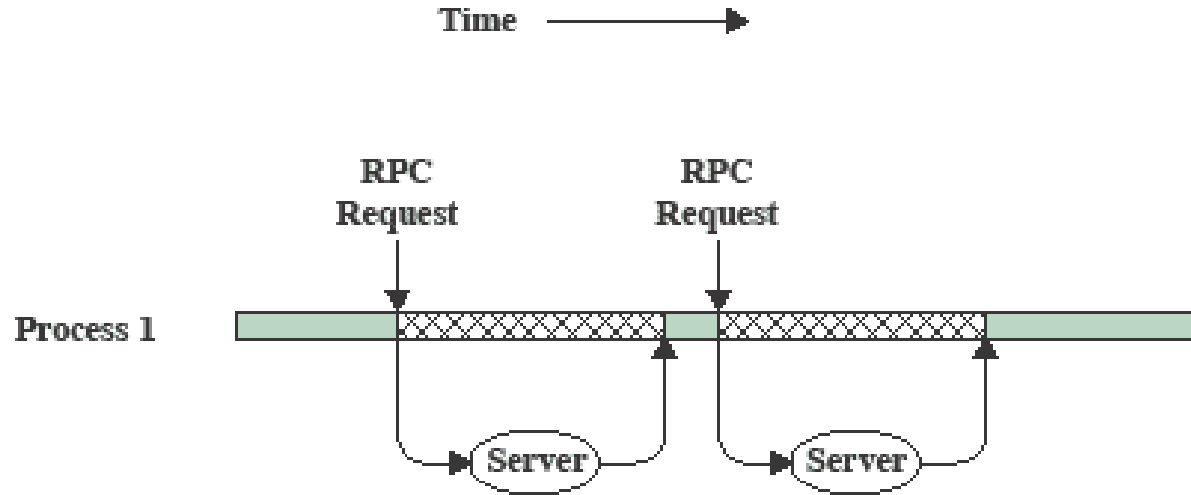 Time
RPC
Request
RPC
Request
Process 1
Server
Server